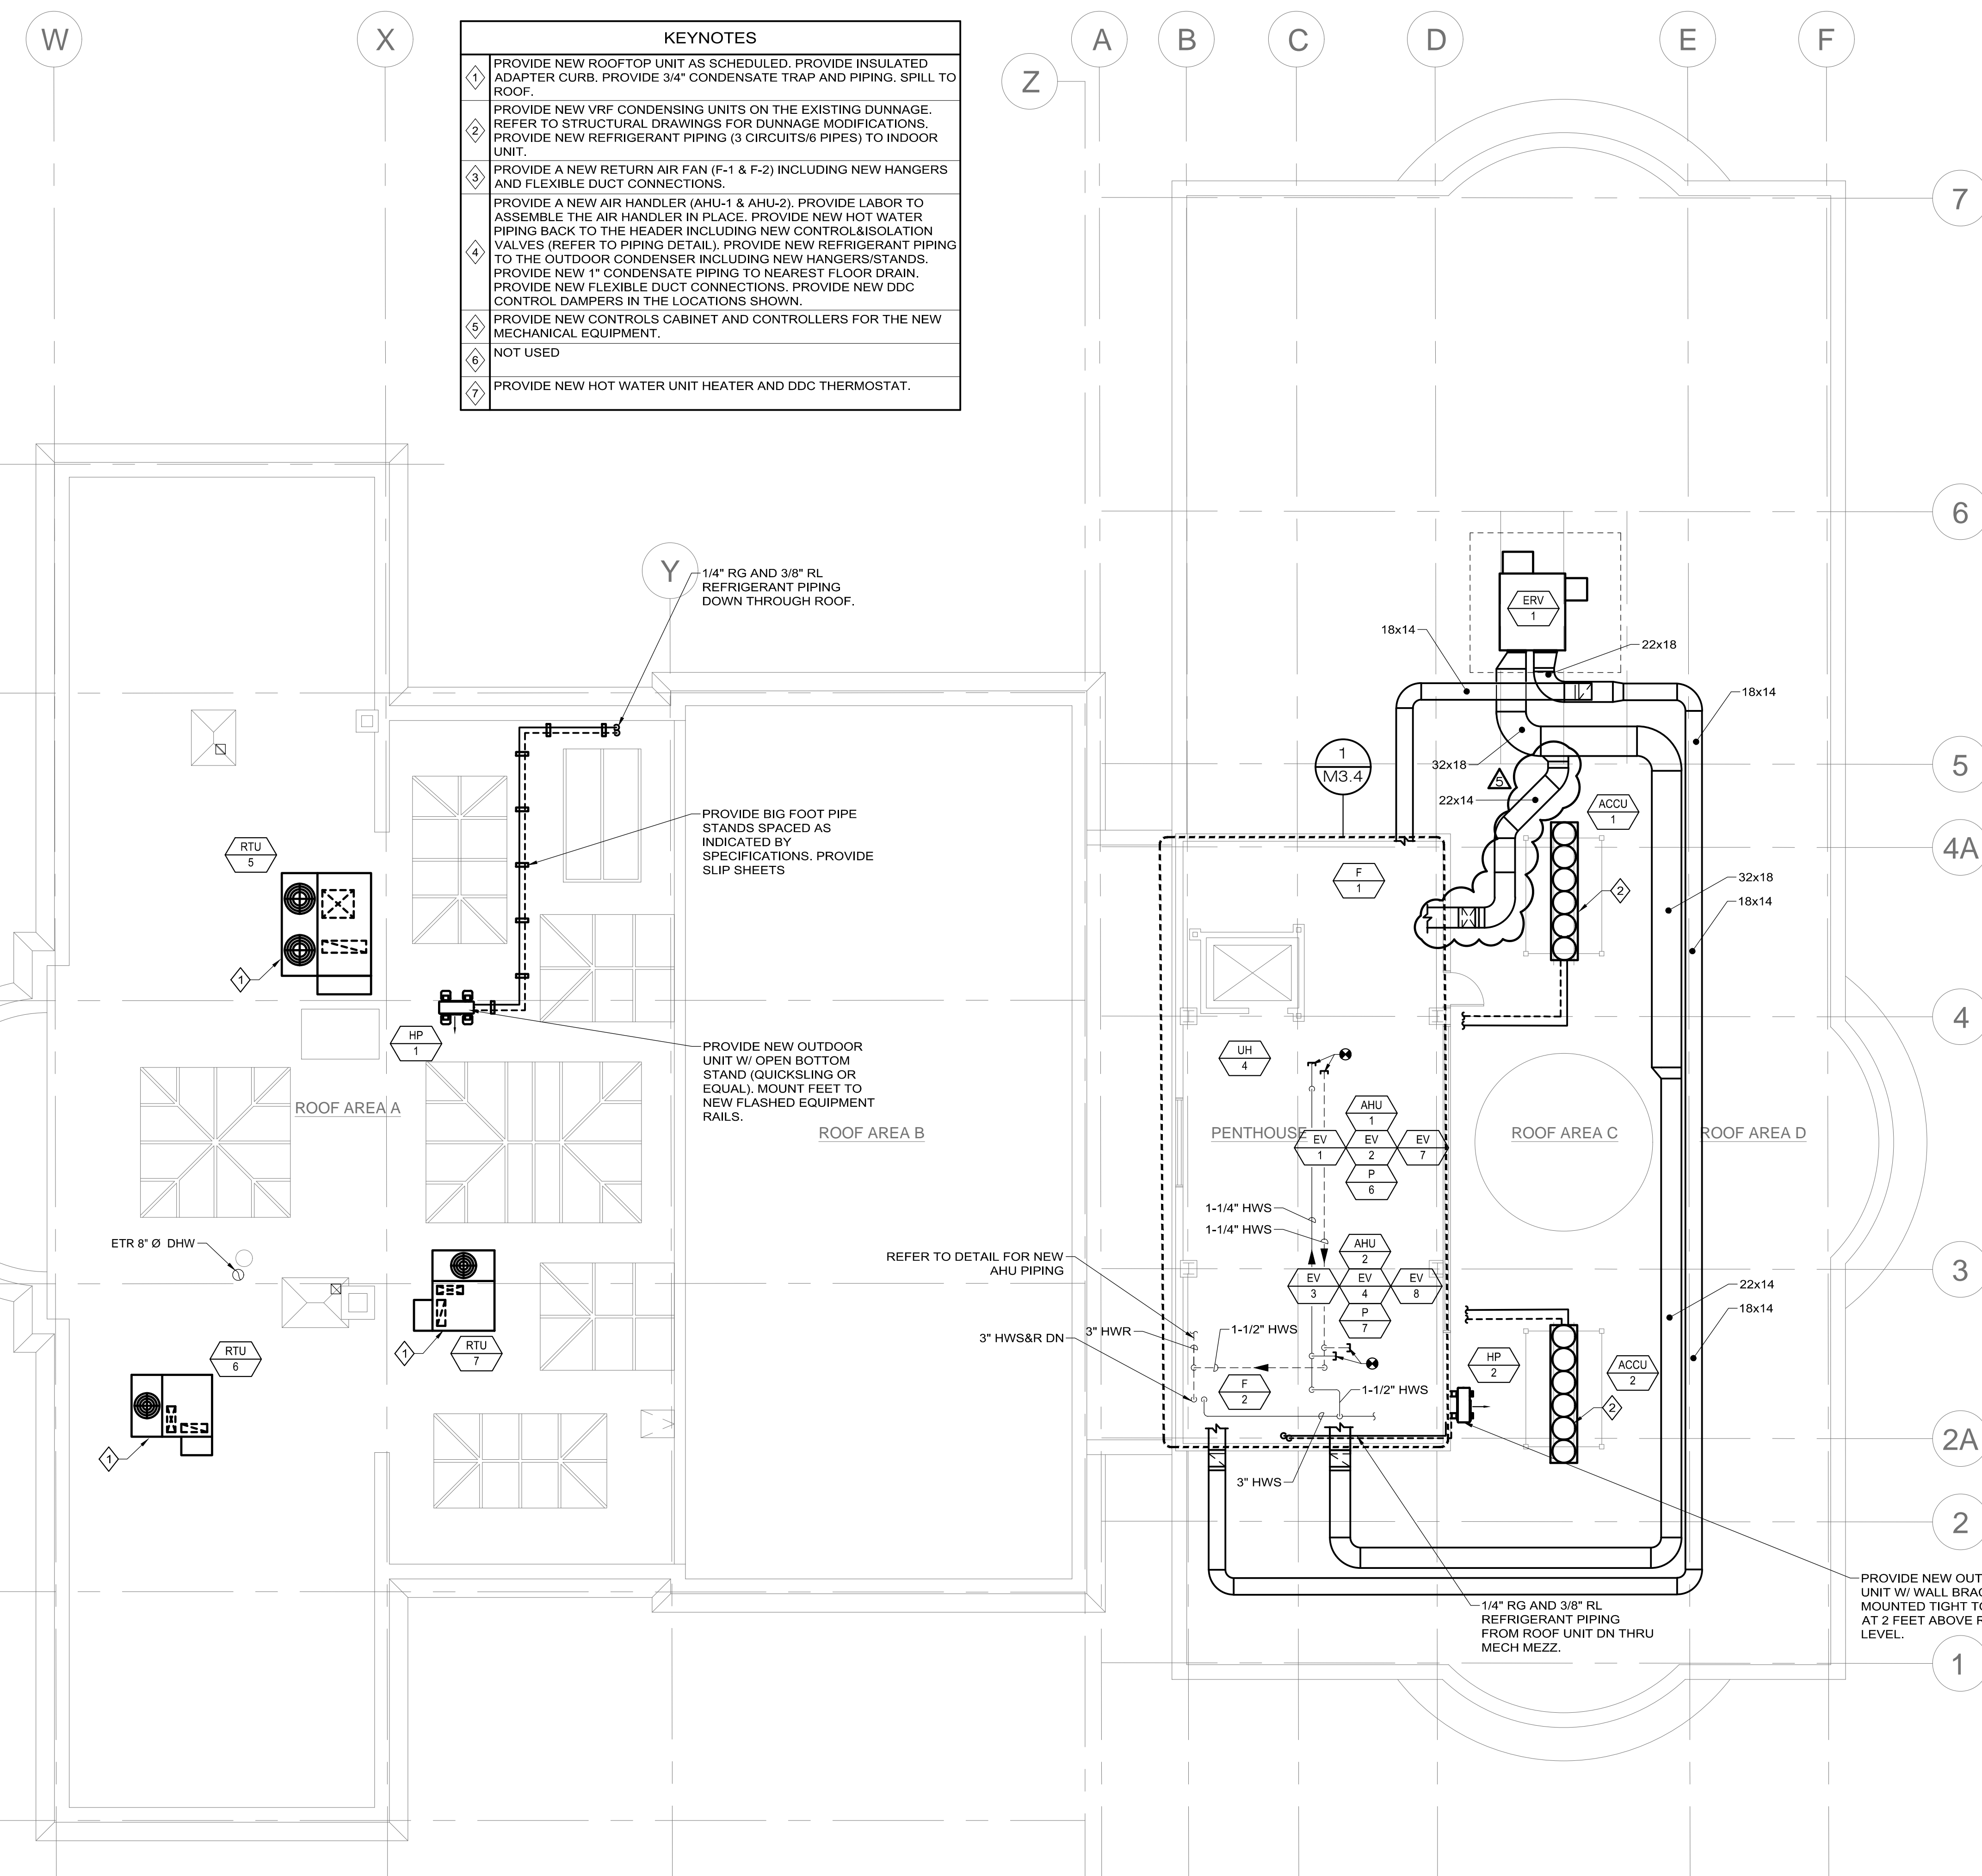 W
X
A
B
C
D
E
F
Z
KEYNOTES
1
PROVIDE NEW ROOFTOP UNIT AS SCHEDULED. PROVIDE INSULATED
ADAPTER CURB. PROVIDE 3/4" CONDENSATE TRAP AND PIPING. SPILL TO
ROOF.
2
PROVIDE NEW VRF CONDENSING UNITS ON THE EXISTING DUNNAGE.
REFER TO STRUCTURAL DRAWINGS FOR DUNNAGE MODIFICATIONS.
PROVIDE NEW REFRIGERANT PIPING (3 CIRCUITS/6 PIPES) TO INDOOR
UNIT.
3
PROVIDE A NEW RETURN AIR FAN (F-1 & F-2) INCLUDING NEW HANGERS
AND FLEXIBLE DUCT CONNECTIONS.
4
PROVIDE A NEW AIR HANDLER (AHU-1 & AHU-2). PROVIDE LABOR TO
ASSEMBLE THE AIR HANDLER IN PLACE. PROVIDE NEW HOT WATER
PIPING BACK TO THE HEADER INCLUDING NEW CONTROL&ISOLATION
VALVES (REFER TO PIPING DETAIL). PROVIDE NEW REFRIGERANT PIPING
TO THE OUTDOOR CONDENSER INCLUDING NEW HANGERS/STANDS.
PROVIDE NEW 1" CONDENSATE PIPING TO NEAREST FLOOR DRAIN.
PROVIDE NEW FLEXIBLE DUCT CONNECTIONS. PROVIDE NEW DDC
CONTROL DAMPERS IN THE LOCATIONS SHOWN.
5
PROVIDE NEW CONTROLS CABINET AND CONTROLLERS FOR THE NEW
MECHANICAL EQUIPMENT.
6
NOT USED
7
PROVIDE NEW HOT WATER UNIT HEATER AND DDC THERMOSTAT.
7
6
5
4A
4
3
2A
2
1
Y
1/4" RG AND 3/8" RL
REFRIGERANT PIPING
DOWN THROUGH ROOF.
PROVIDE BIG FOOT PIPE
STANDS SPACED AS
INDICATED BY
SPECIFICATIONS. PROVIDE
SLIP SHEETS
RTU
5
1
HP
1
PROVIDE NEW OUTDOOR
UNIT W/ OPEN BOTTOM
STAND (QUICKSLING OR
EQUAL). MOUNT FEET TO
NEW FLASHED EQUIPMENT
RAILS.
ROOF AREA A
ROOF AREA B
ETR 8" Ø DHW
RTU
6
1
RTU
7
1
ERV
1
18x14
22x18
18x14
32x18
5
22x14
1
M3.4
ACCU
1
2
F
1
32x18
18x14
UH
4
AHU
1
PENTHOUSE
EV
1
EV
2
EV
7
P
6
ROOF AREA C
ROOF AREA D
1-1/4" HWS
1-1/4" HWS
REFER TO DETAIL FOR NEW
AHU PIPING
AHU
2
EV
3
EV
4
EV
8
P
7
3" HWS&R DN
3" HWR
1-1/2" HWS
F
2
1-1/2" HWS
3" HWS
HP
2
ACCU
2
2
22x14
18x14
1/4" RG AND 3/8" RL
REFRIGERANT PIPING
FROM ROOF UNIT DN THRU
MECH MEZZ.
PROVIDE NEW OUT
UNIT W/ WALL BRAC
MOUNTED TIGHT TO
AT 2 FEET ABOVE R
LEVEL.